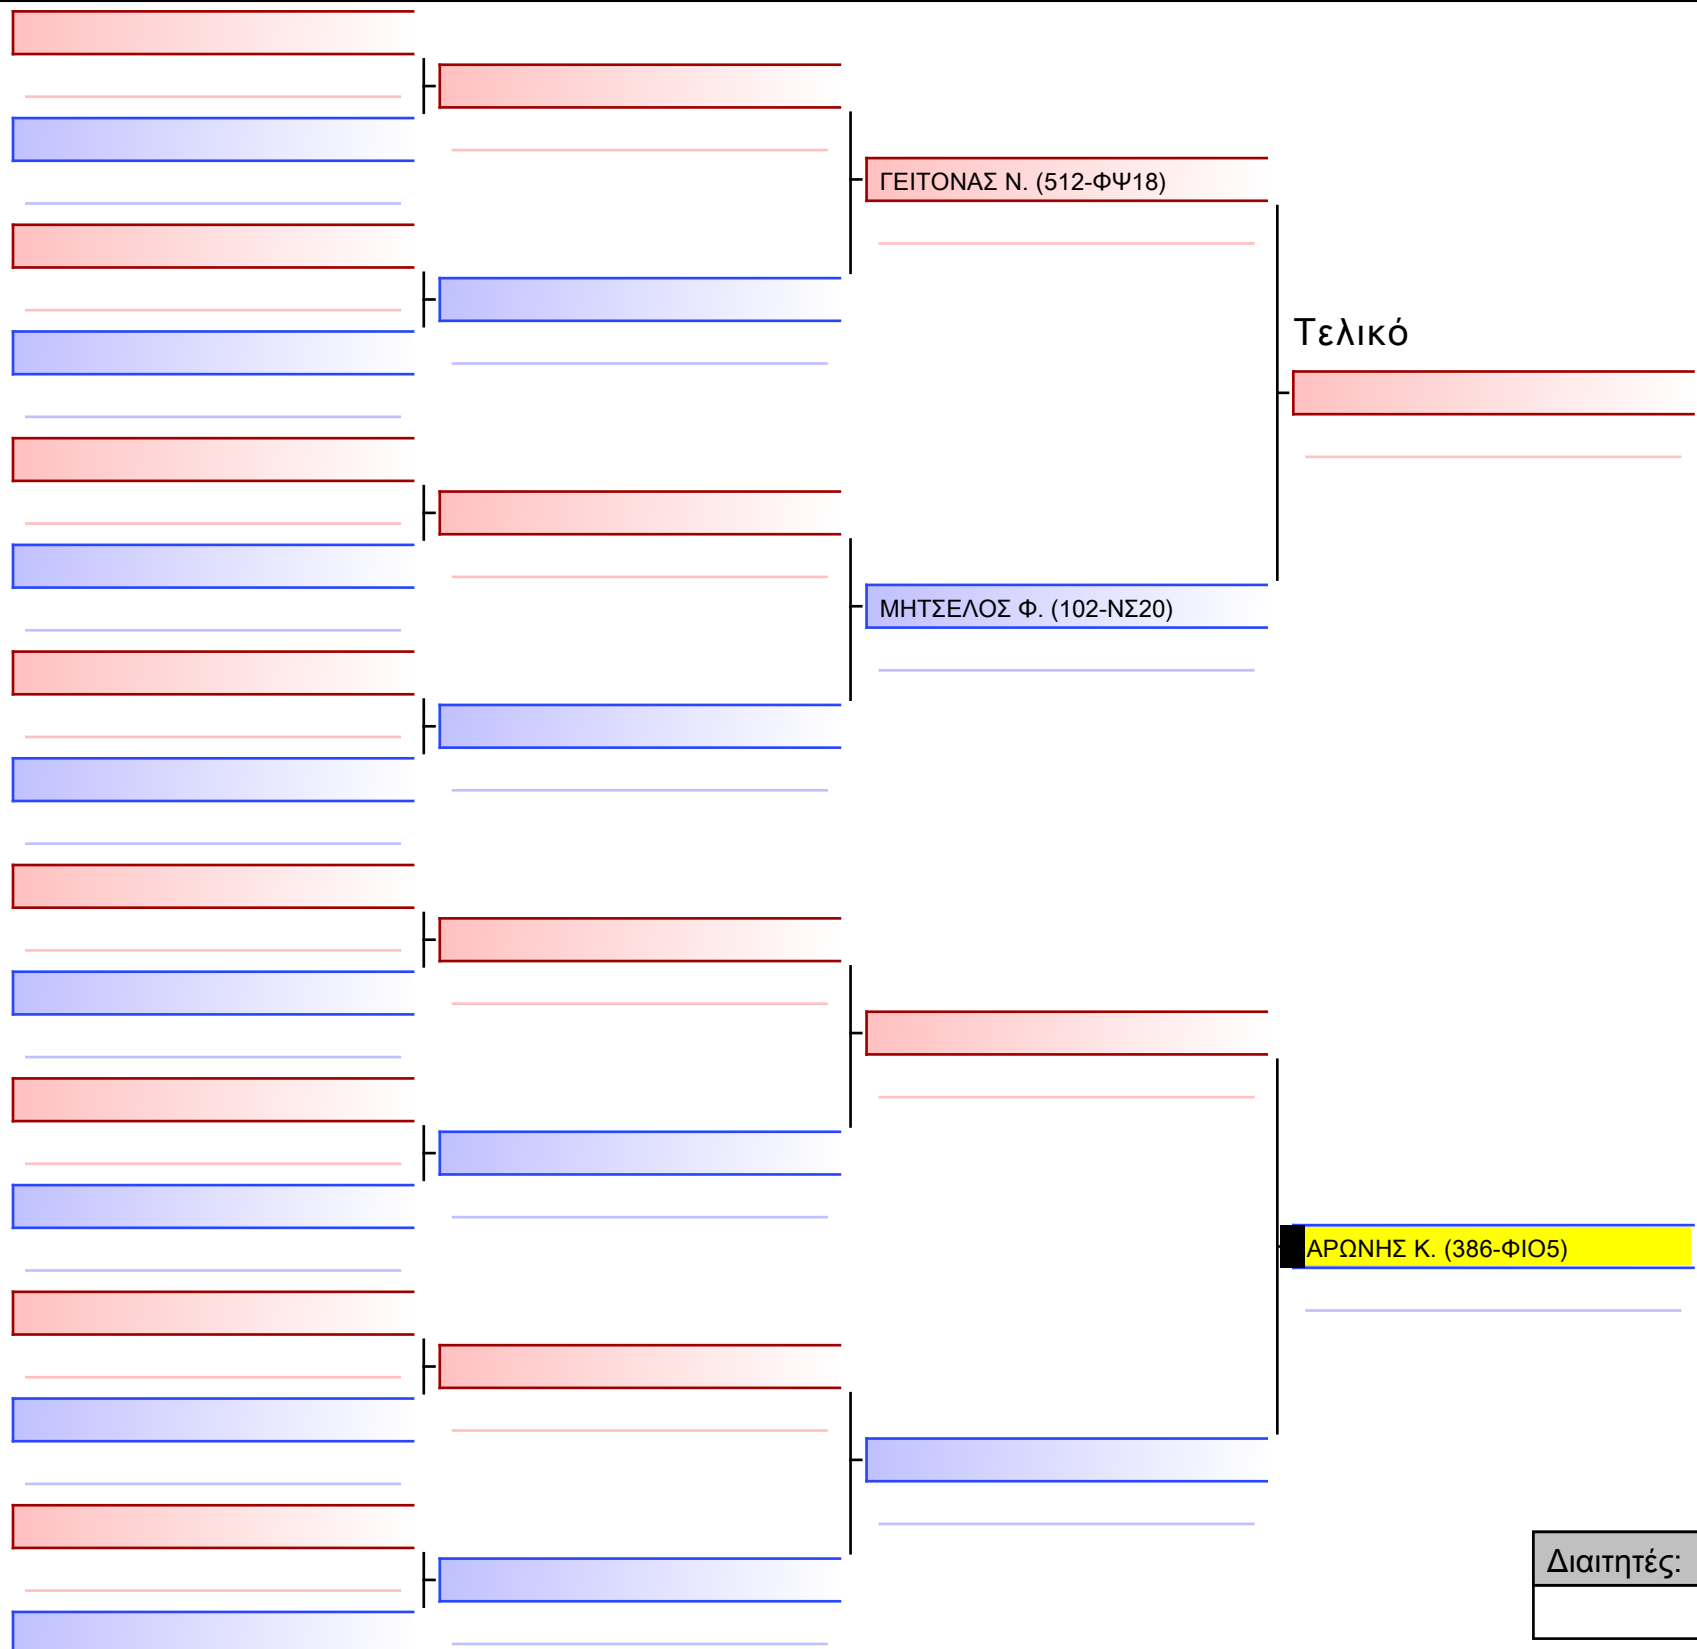 ΓΕΙΤΟΝΑΣ Ν. (512-ΦΨ18)
Τελικό
ΜΗΤΣΕΛΟΣ Φ. (102-ΝΣ20)
ΑΡΩΝΗΣ Κ. (386-ΦΙΟ5)
Διαιτητές: